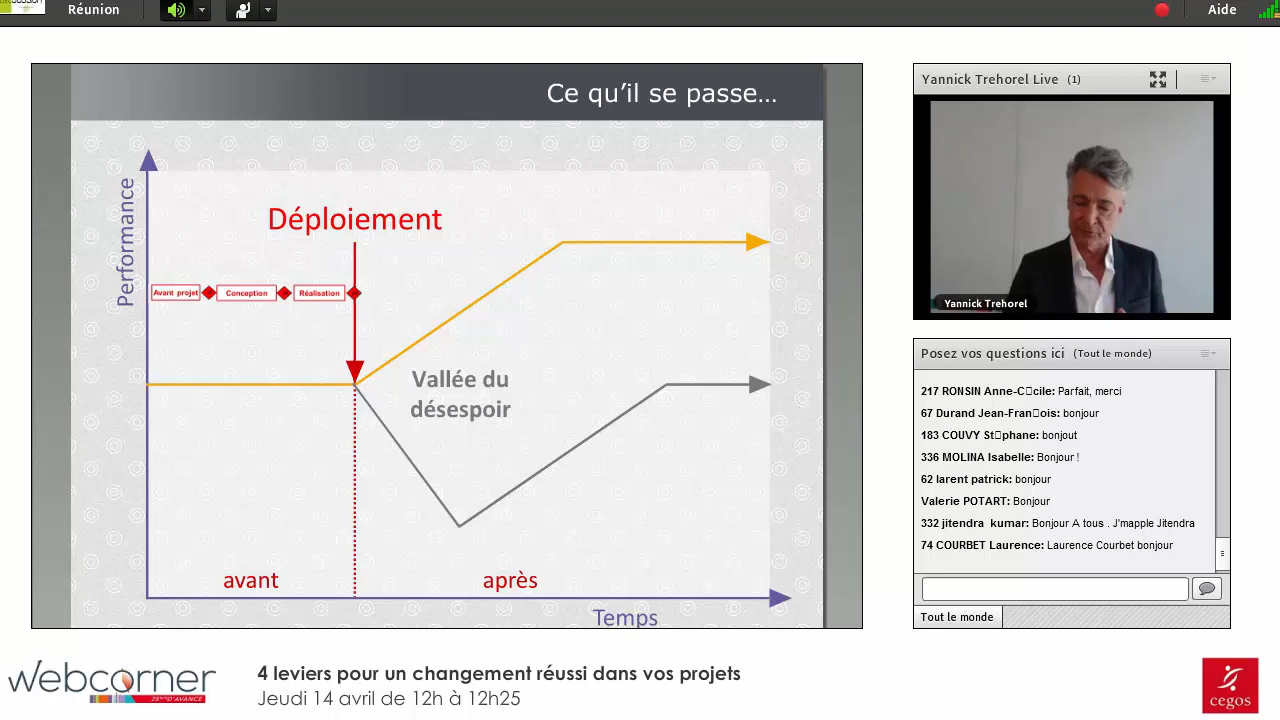 Réunion
Aide
Ce qu'il se passe…
Performance
Déploiement
Avant projet
Conception
Réalisation
Vallée du
désespoir
avant
après
Temps
Yannick Trehorel Live (1)
Yannick Trehorel
Posez vos questions ici (Tout le monde)
217 RONSIN Anne-C□cile: Parfait, merci
67 Durand Jean-Fran□ois: bonjour
183 COUVY St□phane: bonjout
336 MOLINA Isabelle: Bonjour !
62 larent patrick: bonjour
Valerie POTART: Bonjour
332 jitendra kumar: Bonjour A tous . J'mapple Jitendra
74 COURBET Laurence: Laurence Courbet bonjour
Tout le monde
webcorner
4 leviers pour un changement réussi dans vos projets
Jeudi 14 avril de 12h à 12h25
cegos